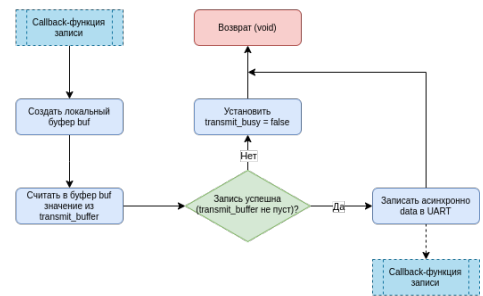 Callback-функция
записи
Возврат (void)
Создать локальный
буфер buf
Установить
transmit_busy = false
Нет
Считать в буфер buf
значение из
transmit_buffer
Запись успешна
(transmit_buffer не пуст)?
Да
Записать асинхронно
data в UART
Callback-функция
записи